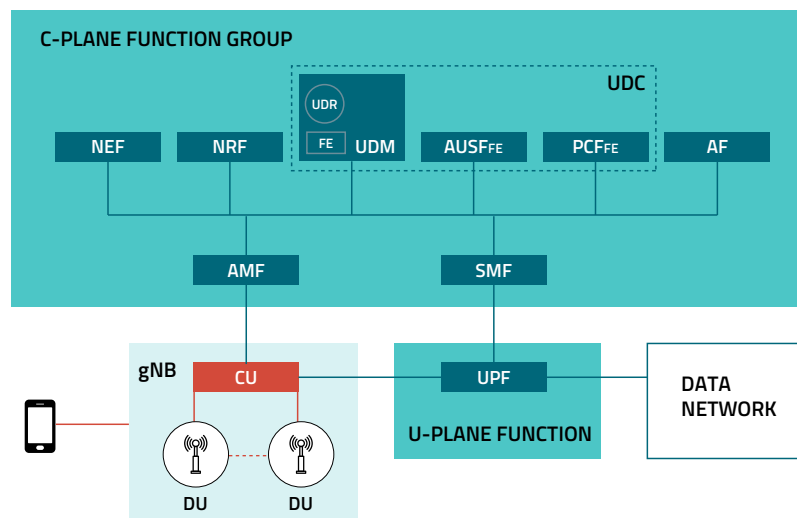 C-PLANE FUNCTION GROUP
UDC
UDR
FE
UDM
NEF
NRF
AUSFFE
PCFFE
AF
AMF
SMF
gNB
CU
UPF
DATA
NETWORK
U-PLANE FUNCTION
DU
DU